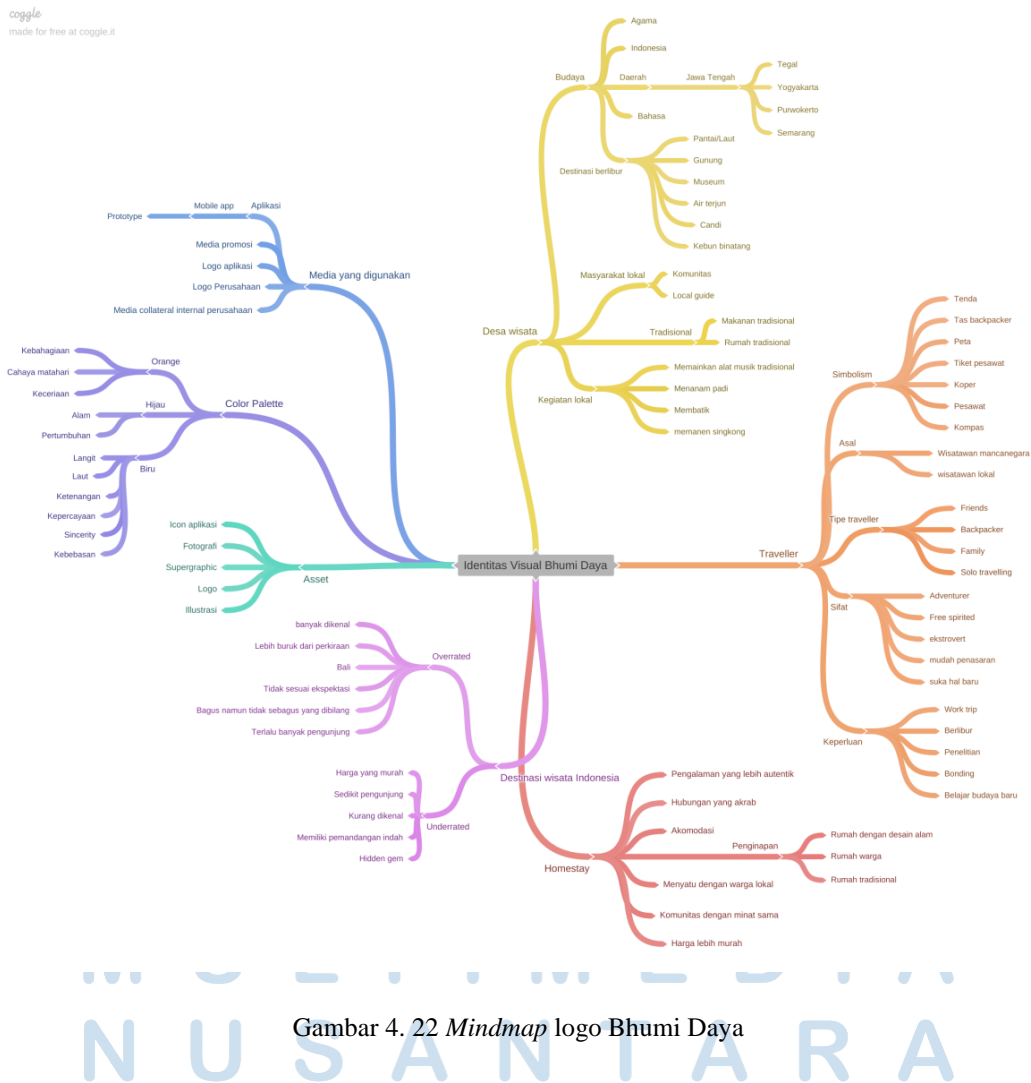 coggle
made for free at coggle.it
Agama
Indonesia
Budaya
Daerah
Jawa Tengah
Tegal
Yogyakarta
Purwokerto
Semarang
Bahasa
Destinasi berlibur
Pantai/Laut
Gunung
Museum
Air terjun
Candi
Kebun binatang
Desa wisata
Masyarakat lokal
Komunitas
Local guide
Tradisional
Makanan tradisional
Rumah tradisional
Kegiatan lokal
Memainkan alat musik tradisional
Menanam padi
Membatik
memanen singkong
Media yang digunakan
Aplikasi
Mobile app
Prototype
Media promosi
Logo aplikasi
Logo Perusahaan
Media collateral internal perusahaan
Color Palette
Orange
Kebahagiaan
Cahaya matahari
Keceriaan
Hijau
Alam
Pertumbuhan
Biru
Langit
Laut
Ketenangan
Kepercayaan
Sincerity
Kebebasan
Asset
Icon aplikasi
Fotografi
Supergraphic
Logo
Illustrasi
Identitas Visual Bhumi Daya
Traveller
Simbolism
Tenda
Tas backpacker
Peta
Tiket pesawat
Koper
Pesawat
Kompas
Asal
Wisatawan mancanegara
wisatawan lokal
Tipe traveller
Friends
Backpacker
Family
Solo travelling
Sifat
Adventurer
Free spirited
ekstrovert
mudah penasaran
suka hal baru
Keperluan
Work trip
Berlibur
Penelitian
Bonding
Belajar budaya baru
Destinasi wisata Indonesia
Overrated
banyak dikenal
Lebih buruk dari perkiraan
Bali
Tidak sesuai ekspektasi
Bagus namun tidak sebagus yang dibilang
Terlalu banyak pengunjung
Underrated
Harga yang murah
Sedikit pengunjung
Kurang dikenal
Memiliki pemandangan indah
Hidden gem
Homestay
Pengalaman yang lebih autentik
Hubungan yang akrab
Akomodasi
Penginapan
Rumah dengan desain alam
Rumah warga
Rumah tradisional
Menyatu dengan warga lokal
Komunitas dengan minat sama
Harga lebih murah
Gambar 4. 22 Mindmap logo Bhumi Daya
NUSANTARA